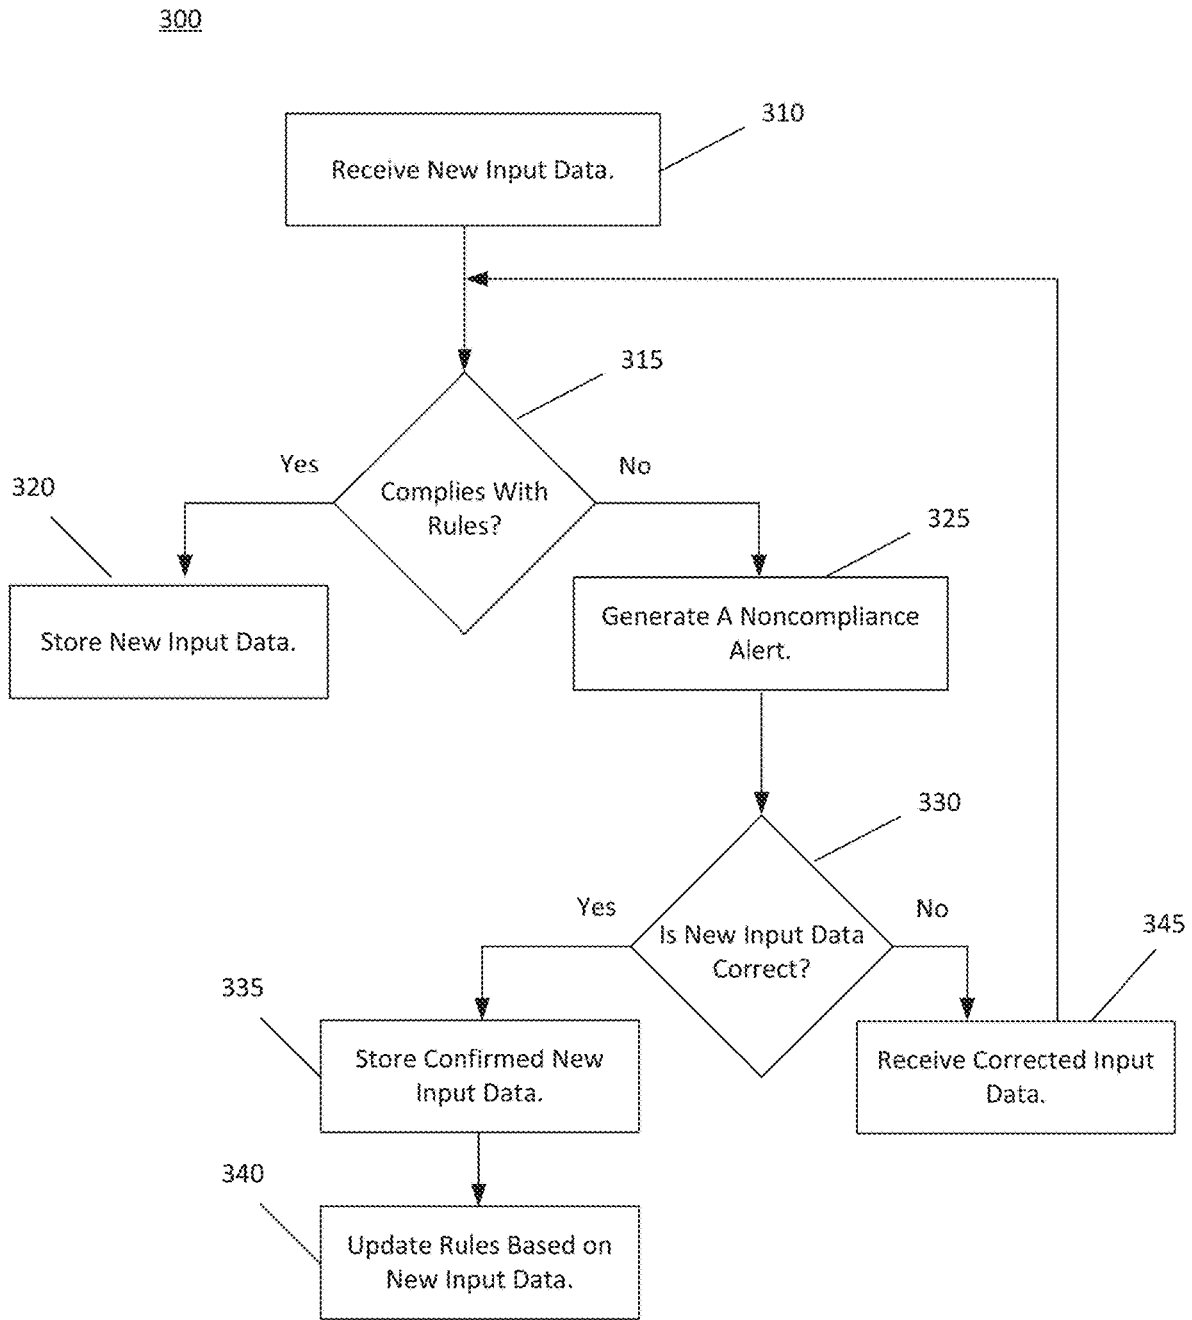 300
310
Receive New Input Data.
315
Yes
No
Complies With
Rules?
320
325
Store New Input Data.
Generate A Noncompliance
Alert.
330
Yes
No
Is New Input Data
Correct?
345
335
Store Confirmed New
Input Data.
Receive Corrected Input
Data.
340
Update Rules Based on
New Input Data.